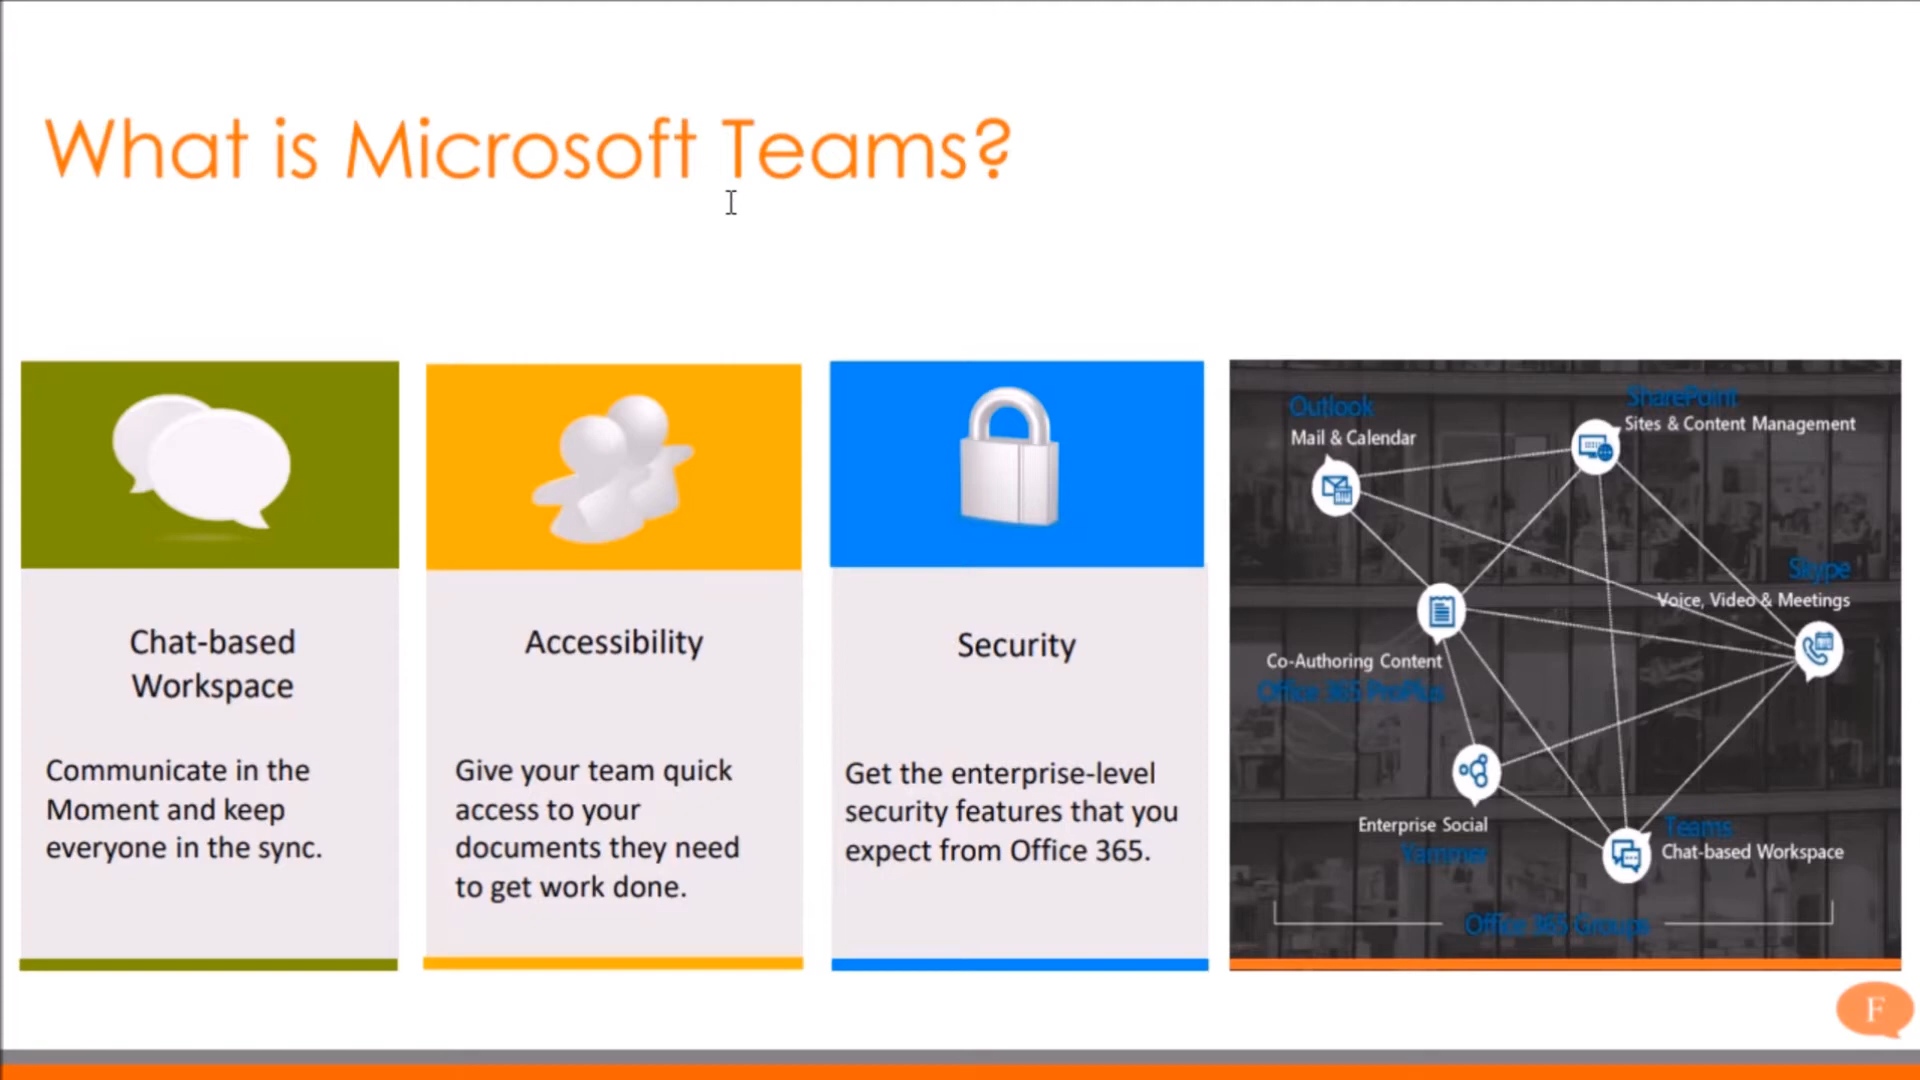 What is Microsoft Teams?
Chat-based
Workspace
Communicate in the
Moment and keep
everyone in the sync.
Accessibility
Give your team quick
access to your
documents they need
to get work done.
Security
Get the enterprise-level
security features that you
expect from Office 365.
Outlook
Mail & Calendar
SharePoint
Sites & Content Management
Skype
Voice, Video & Meetings
Co-Authoring Content
Office 365 ProPlus
Enterprise Social
Yammer
Teams
Chat-based Workspace
Office 365 Groups
F